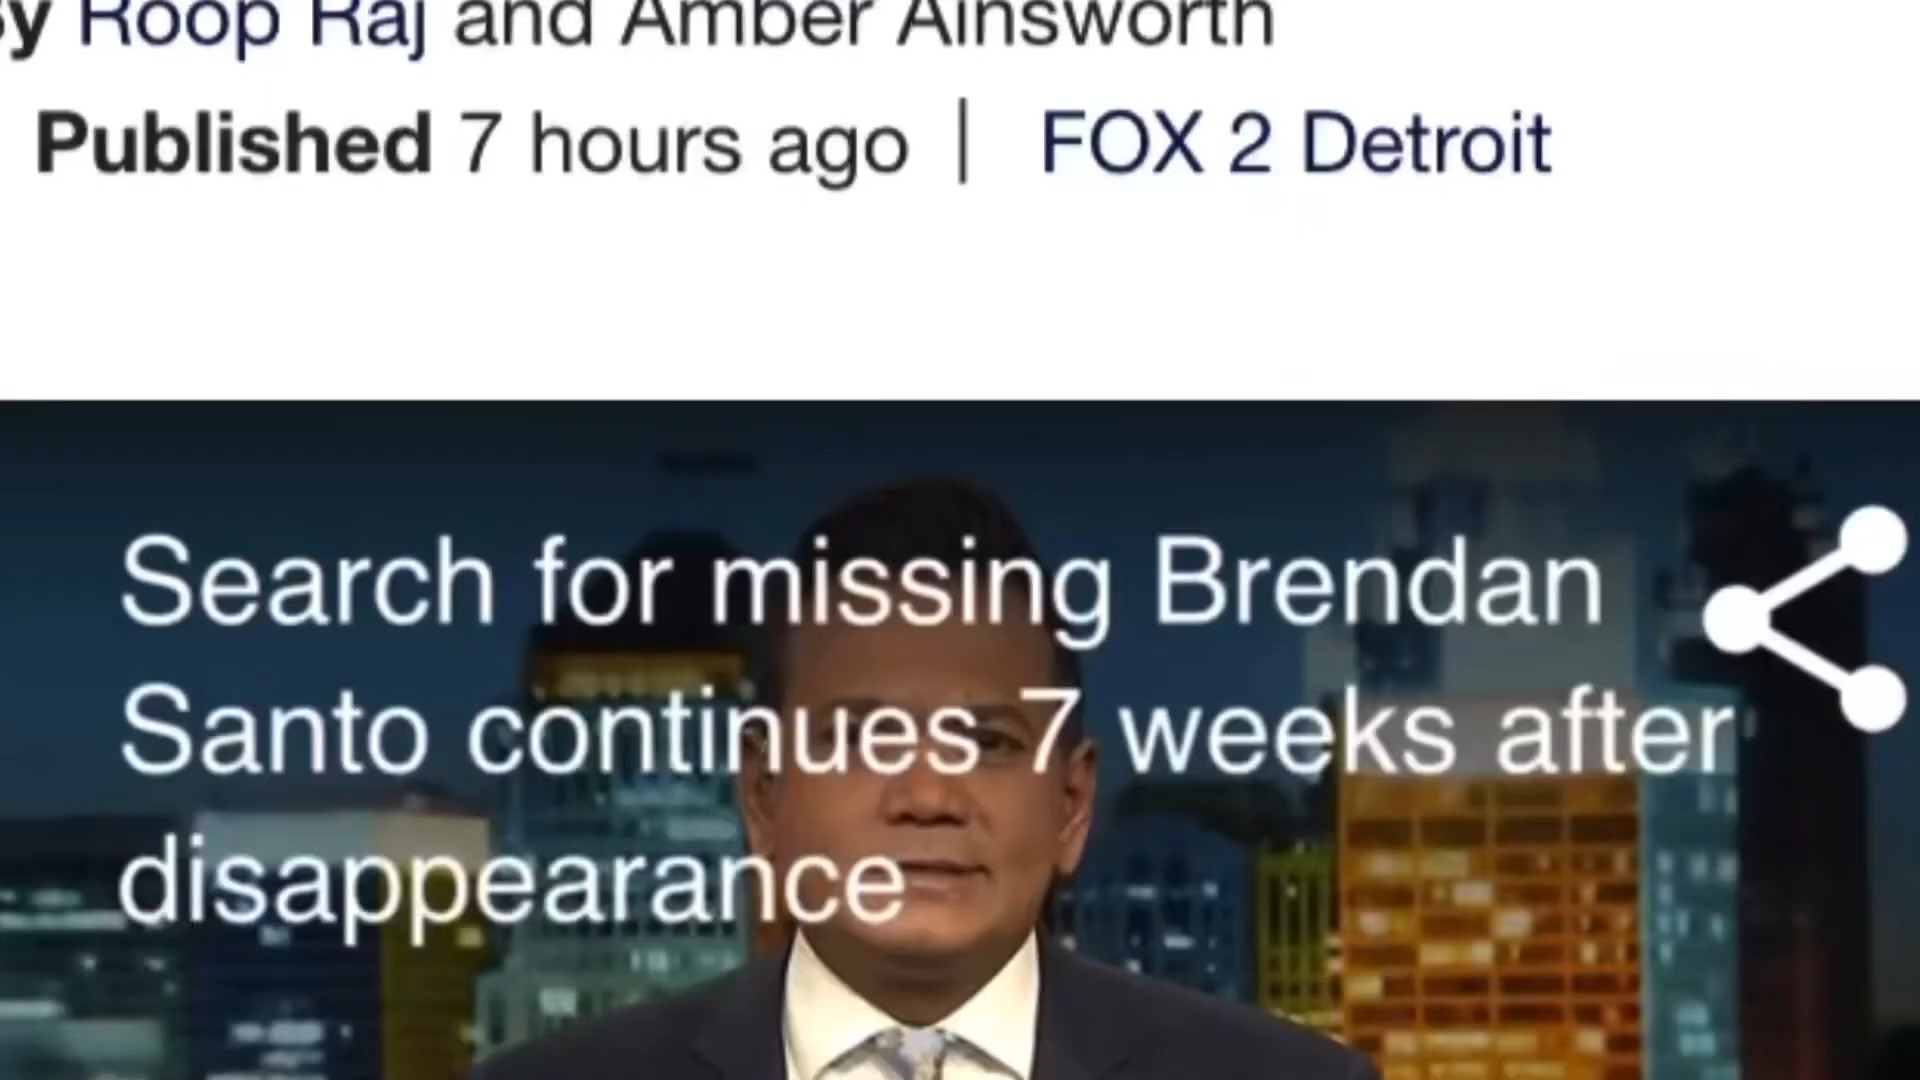 By Roop Raj and Amber Ainsworth
Published 7 hours ago | FOX 2 Detroit
Search for missing Brendan
Santo continues 7 weeks after
disappearance